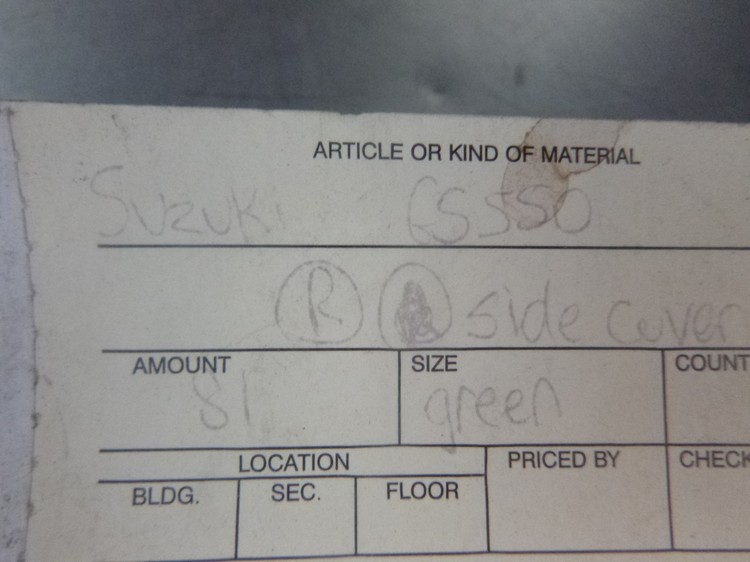 ARTICLE OR KIND OF MATERIAL
Suzuki GS550
R side cover
AMOUNT SIZE COUNT
81 green
LOCATION PRICED BY CHECK
BLDG. SEC. FLOOR